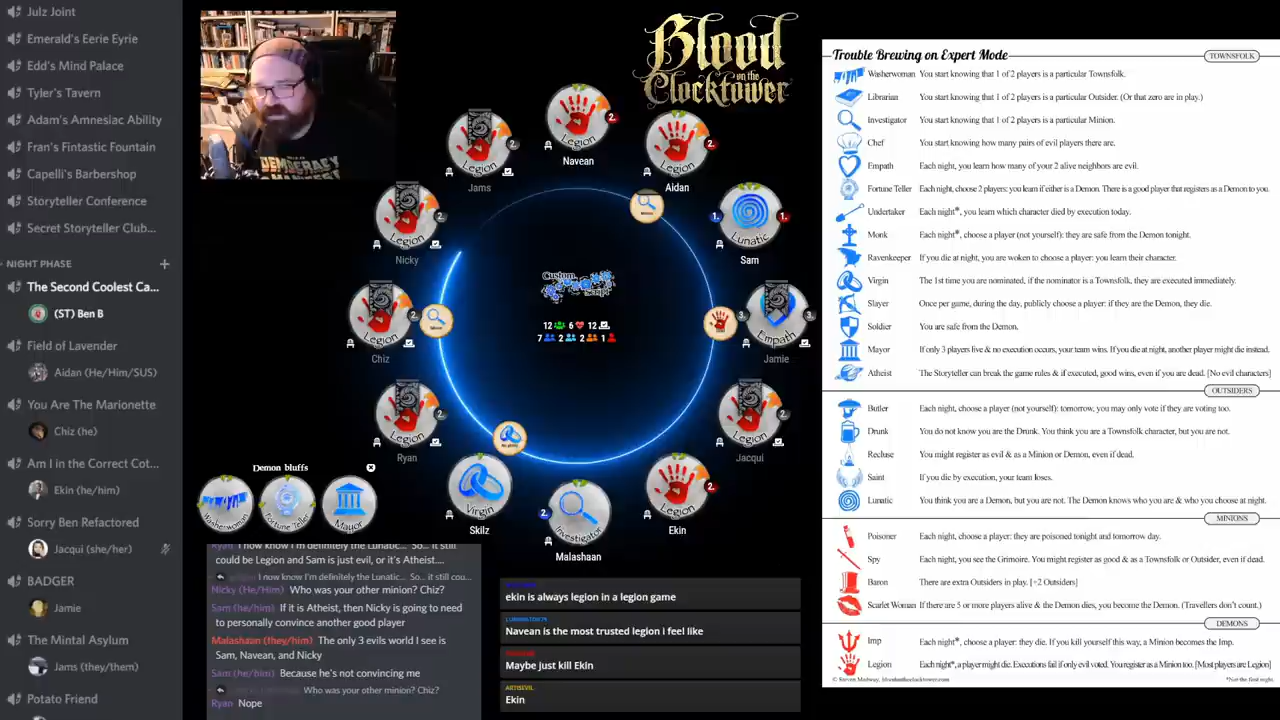 Julz Joint
Emerald's Eerie Eyrie
Eddie's Ice Palace
Tyler's Tavern
Adam's Amnesiac Ability
Fran's Fintastic Fountain
Capelli's Barbershop
Storyteller Conference
Secret Storyteller Club...
NIGHT PHASE
The Second Coolest Ca...
(ST) Ben B
Field of Lavender
Aidan (He/Him/SUS)
You Are The Marionette
Chiz (he)
Am I in the Correct Cot...
Ekin (he/him)
Story Ben Refactored
Jacqui (she/her)
DAGGER
Jamie
The Mental Asylum
Jams (they/them)
Potato Friend
Blood
on the
Clocktower
Legion
Navean
Legion
Jams
Legion
Aidan
Legion
Nicky
Lunatic
Sam
Legion
Chiz
Empath
Jamie
Custom
Script
12 6 12
7 2 2 1
Legion
Ryan
Legion
Jacqui
Virgin
Skilz
Investigator
Malashaan
Legion
Ekin
Demon bluffs
Washerwoman
Fortune Teller
Mayor
Ryan I now know I'm definitely the Lunatic... So... it still
could be Legion and Sam is just evil, or it's Atheist....
I now know I'm definitely the Lunatic... So... it still cou...
Nicky (He/Him) Who was your other minion? Chiz?
Sam (he/him) If it is Atheist, then Nicky is going to need
to personally convince another good player
Malashaan (they/him) The only 3 evils world I see is
Sam, Navean, and Nicky
Sam (he/him) Because he's not convincing me
Who was your other minion? Chiz?
Ryan Nope
ekin is always legion in a legion game
Navean is the most trusted legion i feel like
Maybe just kill Ekin
Ekin
Trouble Brewing on Expert Mode
TOWNSFOLK
Washerwoman You start knowing that 1 of 2 players is a particular Townsfolk.
Librarian You start knowing that 1 of 2 players is a particular Outsider. (Or that zero are in play.)
Investigator You start knowing that 1 of 2 players is a particular Minion.
Chef You start knowing how many pairs of evil players there are.
Empath Each night, you learn how many of your 2 alive neighbors are evil.
Fortune Teller Each night, choose 2 players: you learn if either is a Demon. There is a good player that registers as a Demon to you.
Undertaker Each night*, you learn which character died by execution today.
Monk Each night*, choose a player (not yourself): they are safe from the Demon tonight.
Ravenkeeper If you die at night, you are woken to choose a player: you learn their character.
Virgin The 1st time you are nominated, if the nominator is a Townsfolk, they are executed immediately.
Slayer Once per game, during the day, publicly choose a player: if they are the Demon, they die.
Soldier You are safe from the Demon.
Mayor If only 3 players live & no execution occurs, your team wins. If you die at night, another player might die instead.
Atheist The Storyteller can break the game rules & if executed, good wins, even if you are dead. [No evil characters]
OUTSIDERS
Butler Each night, choose a player (not yourself): tomorrow, you may only vote if they are voting too.
Drunk You do not know you are the Drunk. You think you are a Townsfolk character, but you are not.
Recluse You might register as evil & as a Minion or Demon, even if dead.
Saint If you die by execution, your team loses.
Lunatic You think you are a Demon, but you are not. The Demon knows who you are & who you choose at night.
MINIONS
Poisoner Each night, choose a player: they are poisoned tonight and tomorrow day.
Spy Each night, you see the Grimoire. You might register as good & as a Townsfolk or Outsider, even if dead.
Baron There are extra Outsiders in play. [+2 Outsiders]
Scarlet Woman If there are 5 or more players alive & the Demon dies, you become the Demon. (Travellers don't count.)
DEMONS
Imp Each night*, choose a player: they die. If you kill yourself this way, a Minion becomes the Imp.
Legion Each night*, a player might die. Executions fail if only evil voted. You register as a Minion too. [Most players are Legion]
*Not the first night.